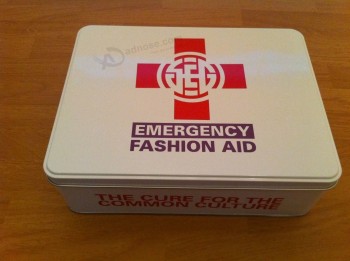 EMERGENCY
FASHION AID
THE CURE FOR THE
COMMON CULTURE